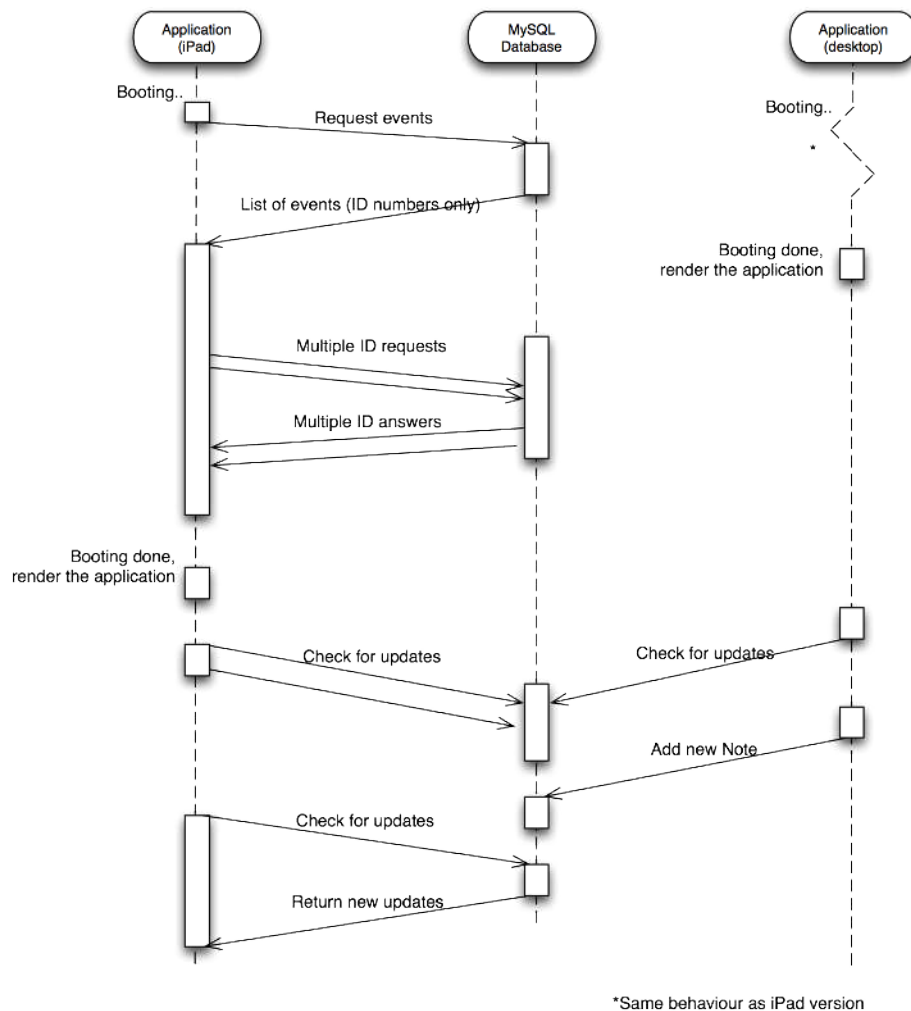 Application
(iPad)
MySQL
Database
Application
(desktop)
Booting..
Request events
Booting..
*
List of events (ID numbers only)
Booting done,
render the application
Multiple ID requests
Multiple ID answers
Booting done,
render the application
Check for updates
Check for updates
Add new Note
Check for updates
Return new updates
*Same behaviour as iPad version